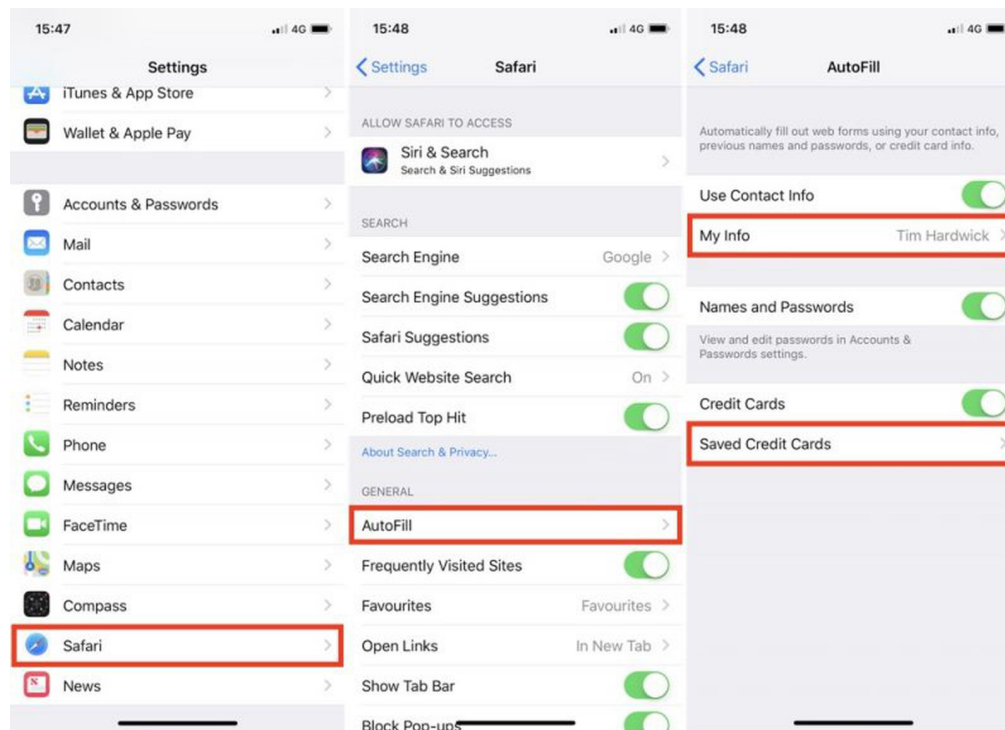 15:47
4G
Settings
iTunes & App Store
Wallet & Apple Pay
Accounts & Passwords
Mail
Contacts
Calendar
Notes
Reminders
Phone
Messages
FaceTime
Maps
Compass
Safari
News
15:48
4G
Settings
Safari
ALLOW SAFARI TO ACCESS
Siri & Search
Search & Siri Suggestions
SEARCH
Search Engine Google
Search Engine Suggestions
Safari Suggestions
Quick Website Search On
Preload Top Hit
About Search & Privacy...
GENERAL
AutoFill
Frequently Visited Sites
Favourites Favourites
Open Links In New Tab
Show Tab Bar
Block Pop-ups
15:48
4G
Safari
AutoFill
Automatically fill out web forms using your contact info,
previous names and passwords, or credit card info.
Use Contact Info
My Info Tim Hardwick
Names and Passwords
View and edit passwords in Accounts &
Passwords settings.
Credit Cards
Saved Credit Cards